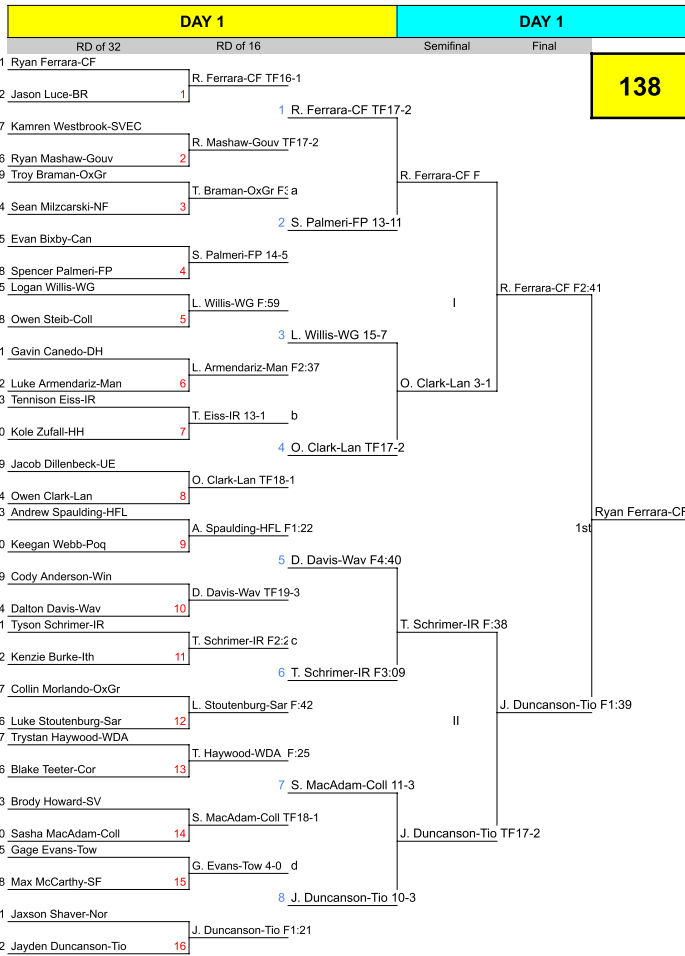 DAY 1
DAY 1
RD of 32
RD of 16
Semifinal
Final
138
1 Ryan Ferrara-CF
2 Jason Luce-BR 1
7 Kamren Westbrook-SVEC
6 Ryan Mashaw-Gouv 2
9 Troy Braman-OxGr
4 Sean Milzcarski-NF 3
5 Evan Bixby-Can
8 Spencer Palmeri-FP 4
5 Logan Willis-WG
8 Owen Steib-Coll 5
1 Gavin Canedo-DH
2 Luke Armendariz-Man 6
3 Tennison Eiss-IR
0 Kole Zufall-HH 7
9 Jacob Dillenbeck-UE
4 Owen Clark-Lan 8
3 Andrew Spaulding-HFL
0 Keegan Webb-Poq 9
9 Cody Anderson-Win
4 Dalton Davis-Wav 10
1 Tyson Schrimer-IR
2 Kenzie Burke-Ith 11
7 Collin Morlando-OxGr
6 Luke Stoutenburg-Sar 12
7 Trystan Haywood-WDA
6 Blake Teeter-Cor 13
3 Brody Howard-SV
0 Sasha MacAdam-Coll 14
5 Gage Evans-Tow
8 Max McCarthy-SF 15
1 Jaxson Shaver-Nor
2 Jayden Duncanson-Tio 16
R. Ferrara-CF TF16-1
R. Mashaw-Gouv TF17-2
T. Braman-OxGr F3 a
S. Palmeri-FP 14-5
L. Willis-WG F:59
L. Armendariz-Man F2:37
T. Eiss-IR 13-1 b
O. Clark-Lan TF18-1
A. Spaulding-HFL F1:22
D. Davis-Wav TF19-3
T. Schrimer-IR F2:2 c
L. Stoutenburg-Sar F:42
T. Haywood-WDA F:25
S. MacAdam-Coll TF18-1
G. Evans-Tow 4-0 d
J. Duncanson-Tio F1:21
1 R. Ferrara-CF TF17-2
2 S. Palmeri-FP 13-11
3 L. Willis-WG 15-7
4 O. Clark-Lan TF17-2
5 D. Davis-Wav F4:40
6 T. Schrimer-IR F3:09
7 S. MacAdam-Coll 11-3
8 J. Duncanson-Tio 10-3
R. Ferrara-CF F
I
O. Clark-Lan 3-1
T. Schrimer-IR F:38
II
J. Duncanson-Tio TF17-2
R. Ferrara-CF F2:41
J. Duncanson-Tio F1:39
Ryan Ferrara-CF
1st